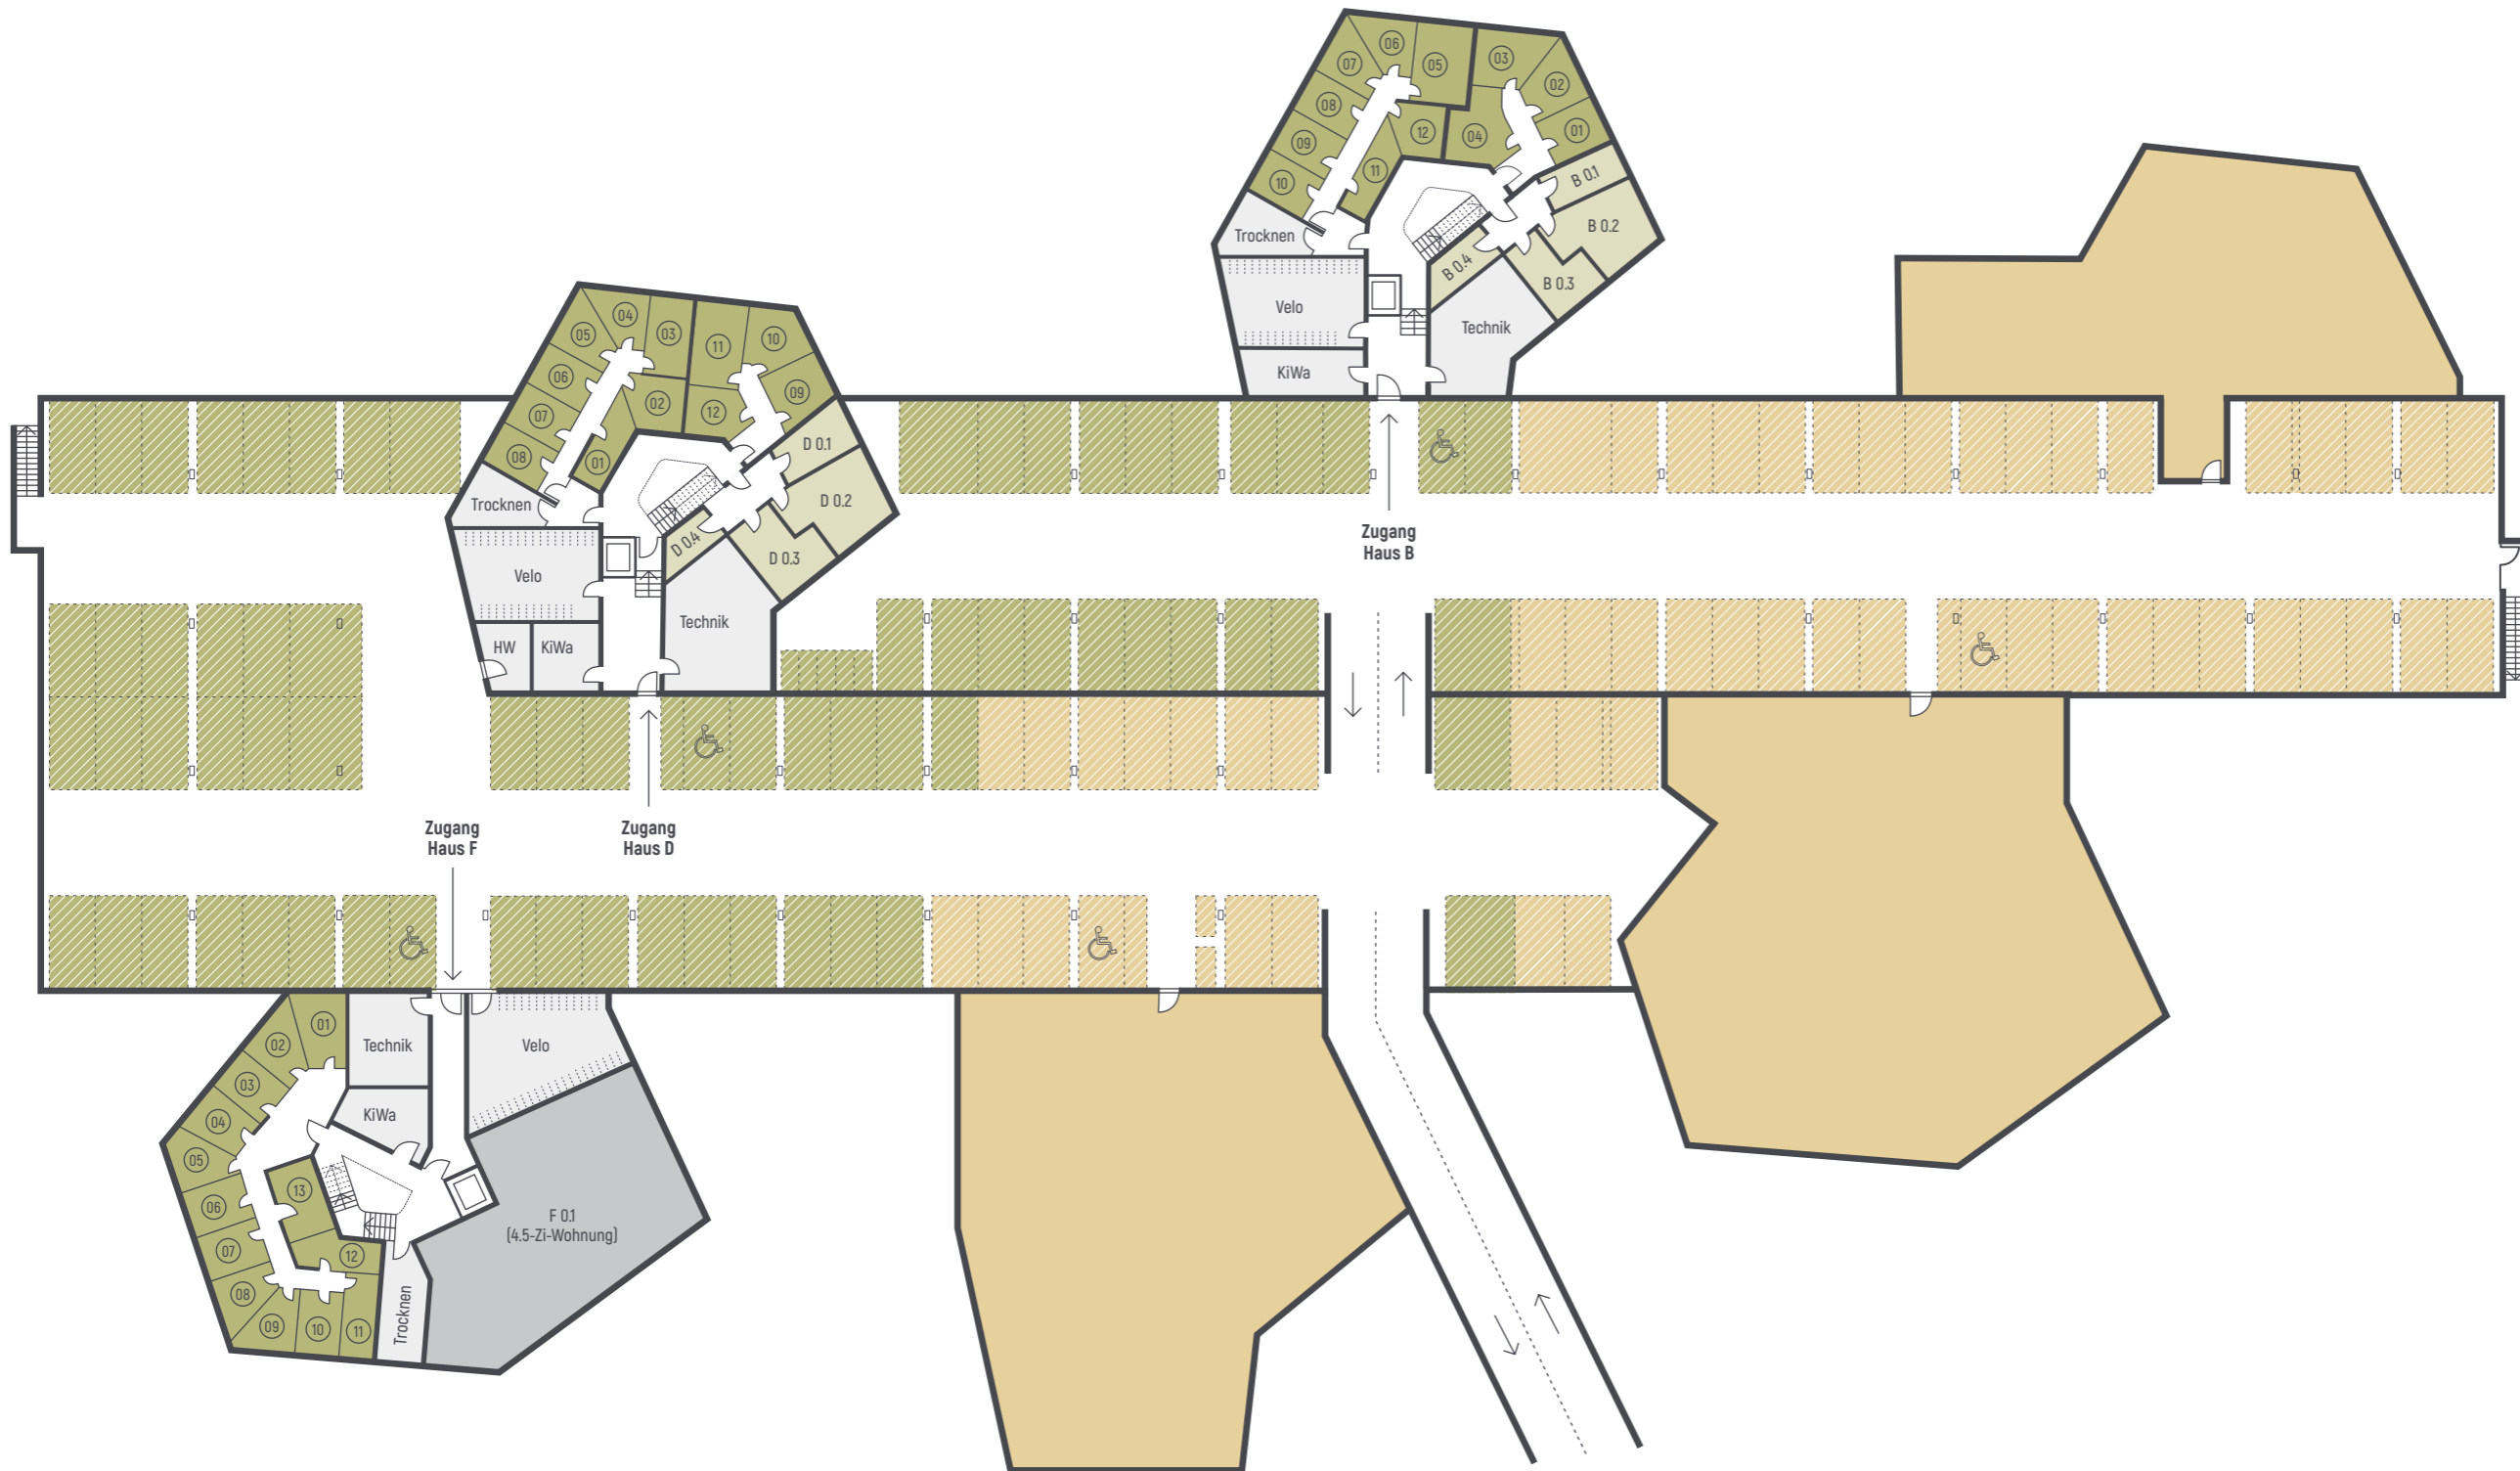 06
03
07
05
02
08
12
04
01
09
11
10
B 0.1
Trocknen
B 0.2
B 0.4
B 0.3
Velo
Technik
KiWa
04
05
03
10
11
06
09
02
12
07
08
01
D 0.1
Trocknen
D 0.2
D 0.4
D 0.3
Velo
Technik
HW
KiWa
Zugang
Haus B
Zugang
Haus F
Zugang
Haus D
01
02
Technik
Velo
03
04
KiWa
05
13
06
F 0.1
(4.5-Zi-Wohnung)
07
12
08
09
10
11
Trocknen